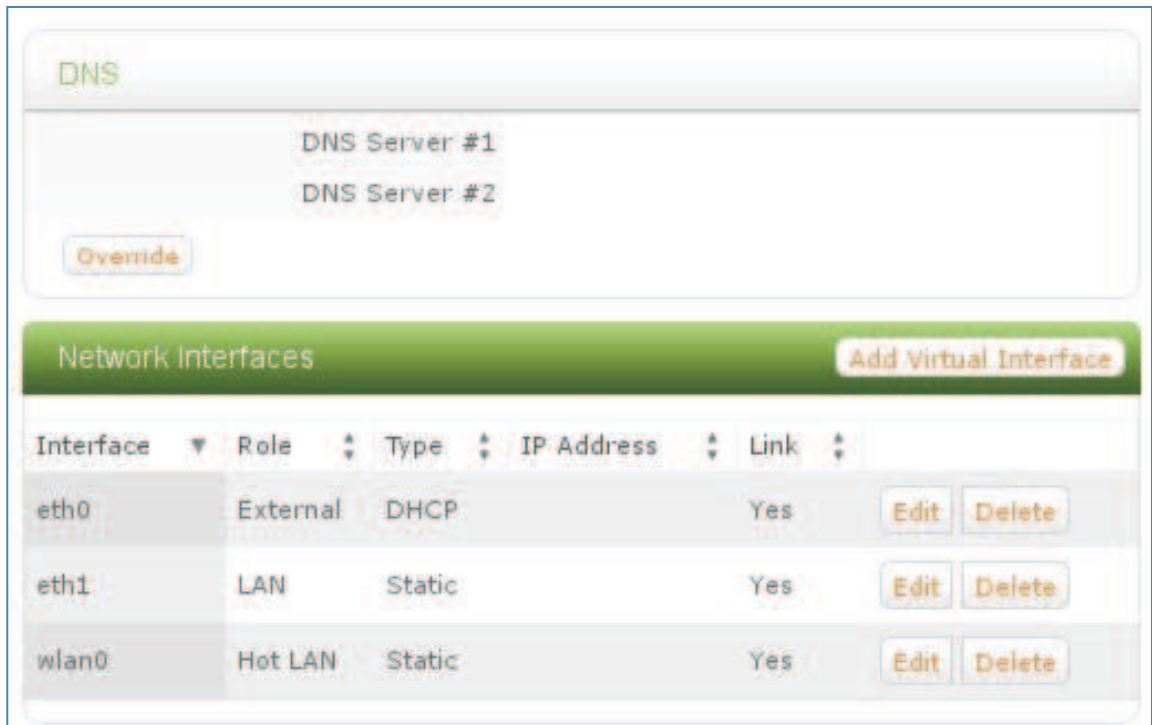 DNS
DNS Server #1
DNS Server #2
Override
Network Interfaces Add Virtual Interface
Interface Role Type IP Address Link
eth0 External DHCP Yes Edit Delete
eth1 LAN Static Yes Edit Delete
wlan0 Hot LAN Static Yes Edit Delete